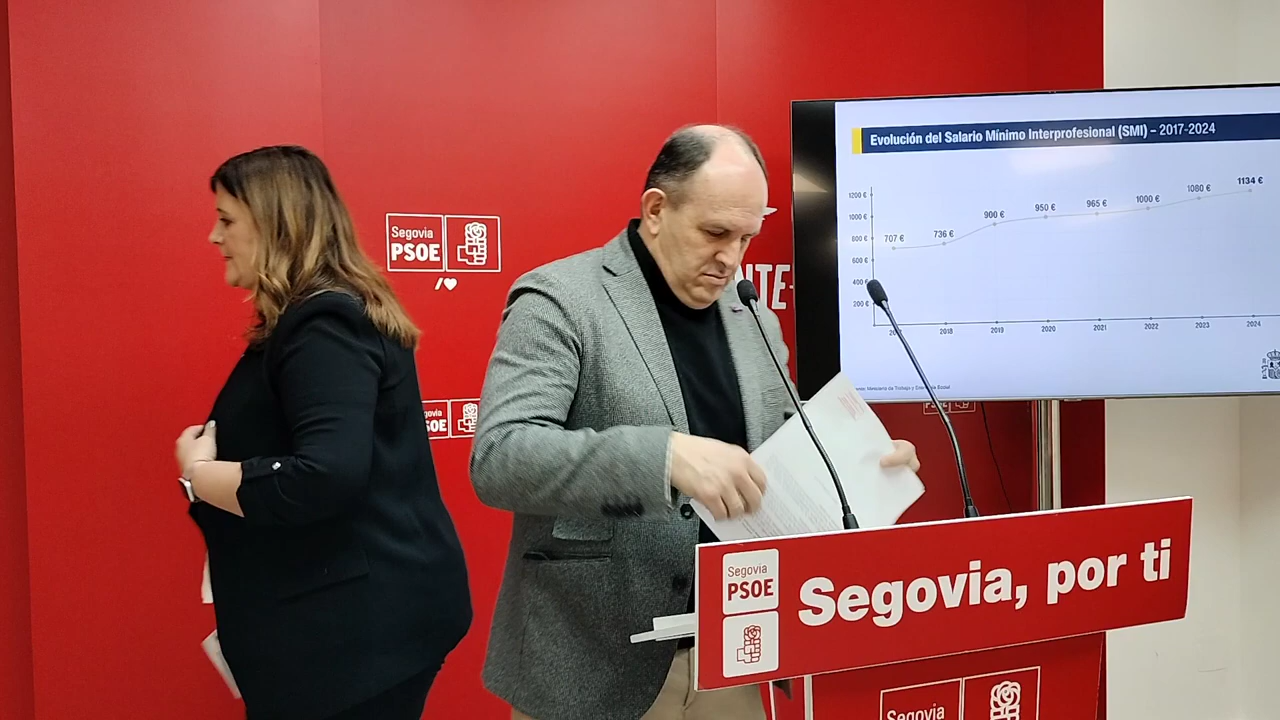 Segovia
PSOE
NTE
Segovia
PSOE
Evolución del Salario Mínimo Interprofesional (SMI) – 2017-2024
1200 €
1000 €
800 €
600 €
400 €
200 €
707 €
736 €
900 €
950 €
965 €
1000 €
1080 €
1134 €
2018
2019
2020
2021
2022
2023
2024
Segovia
PSOE
Segovia, por ti
Segovia